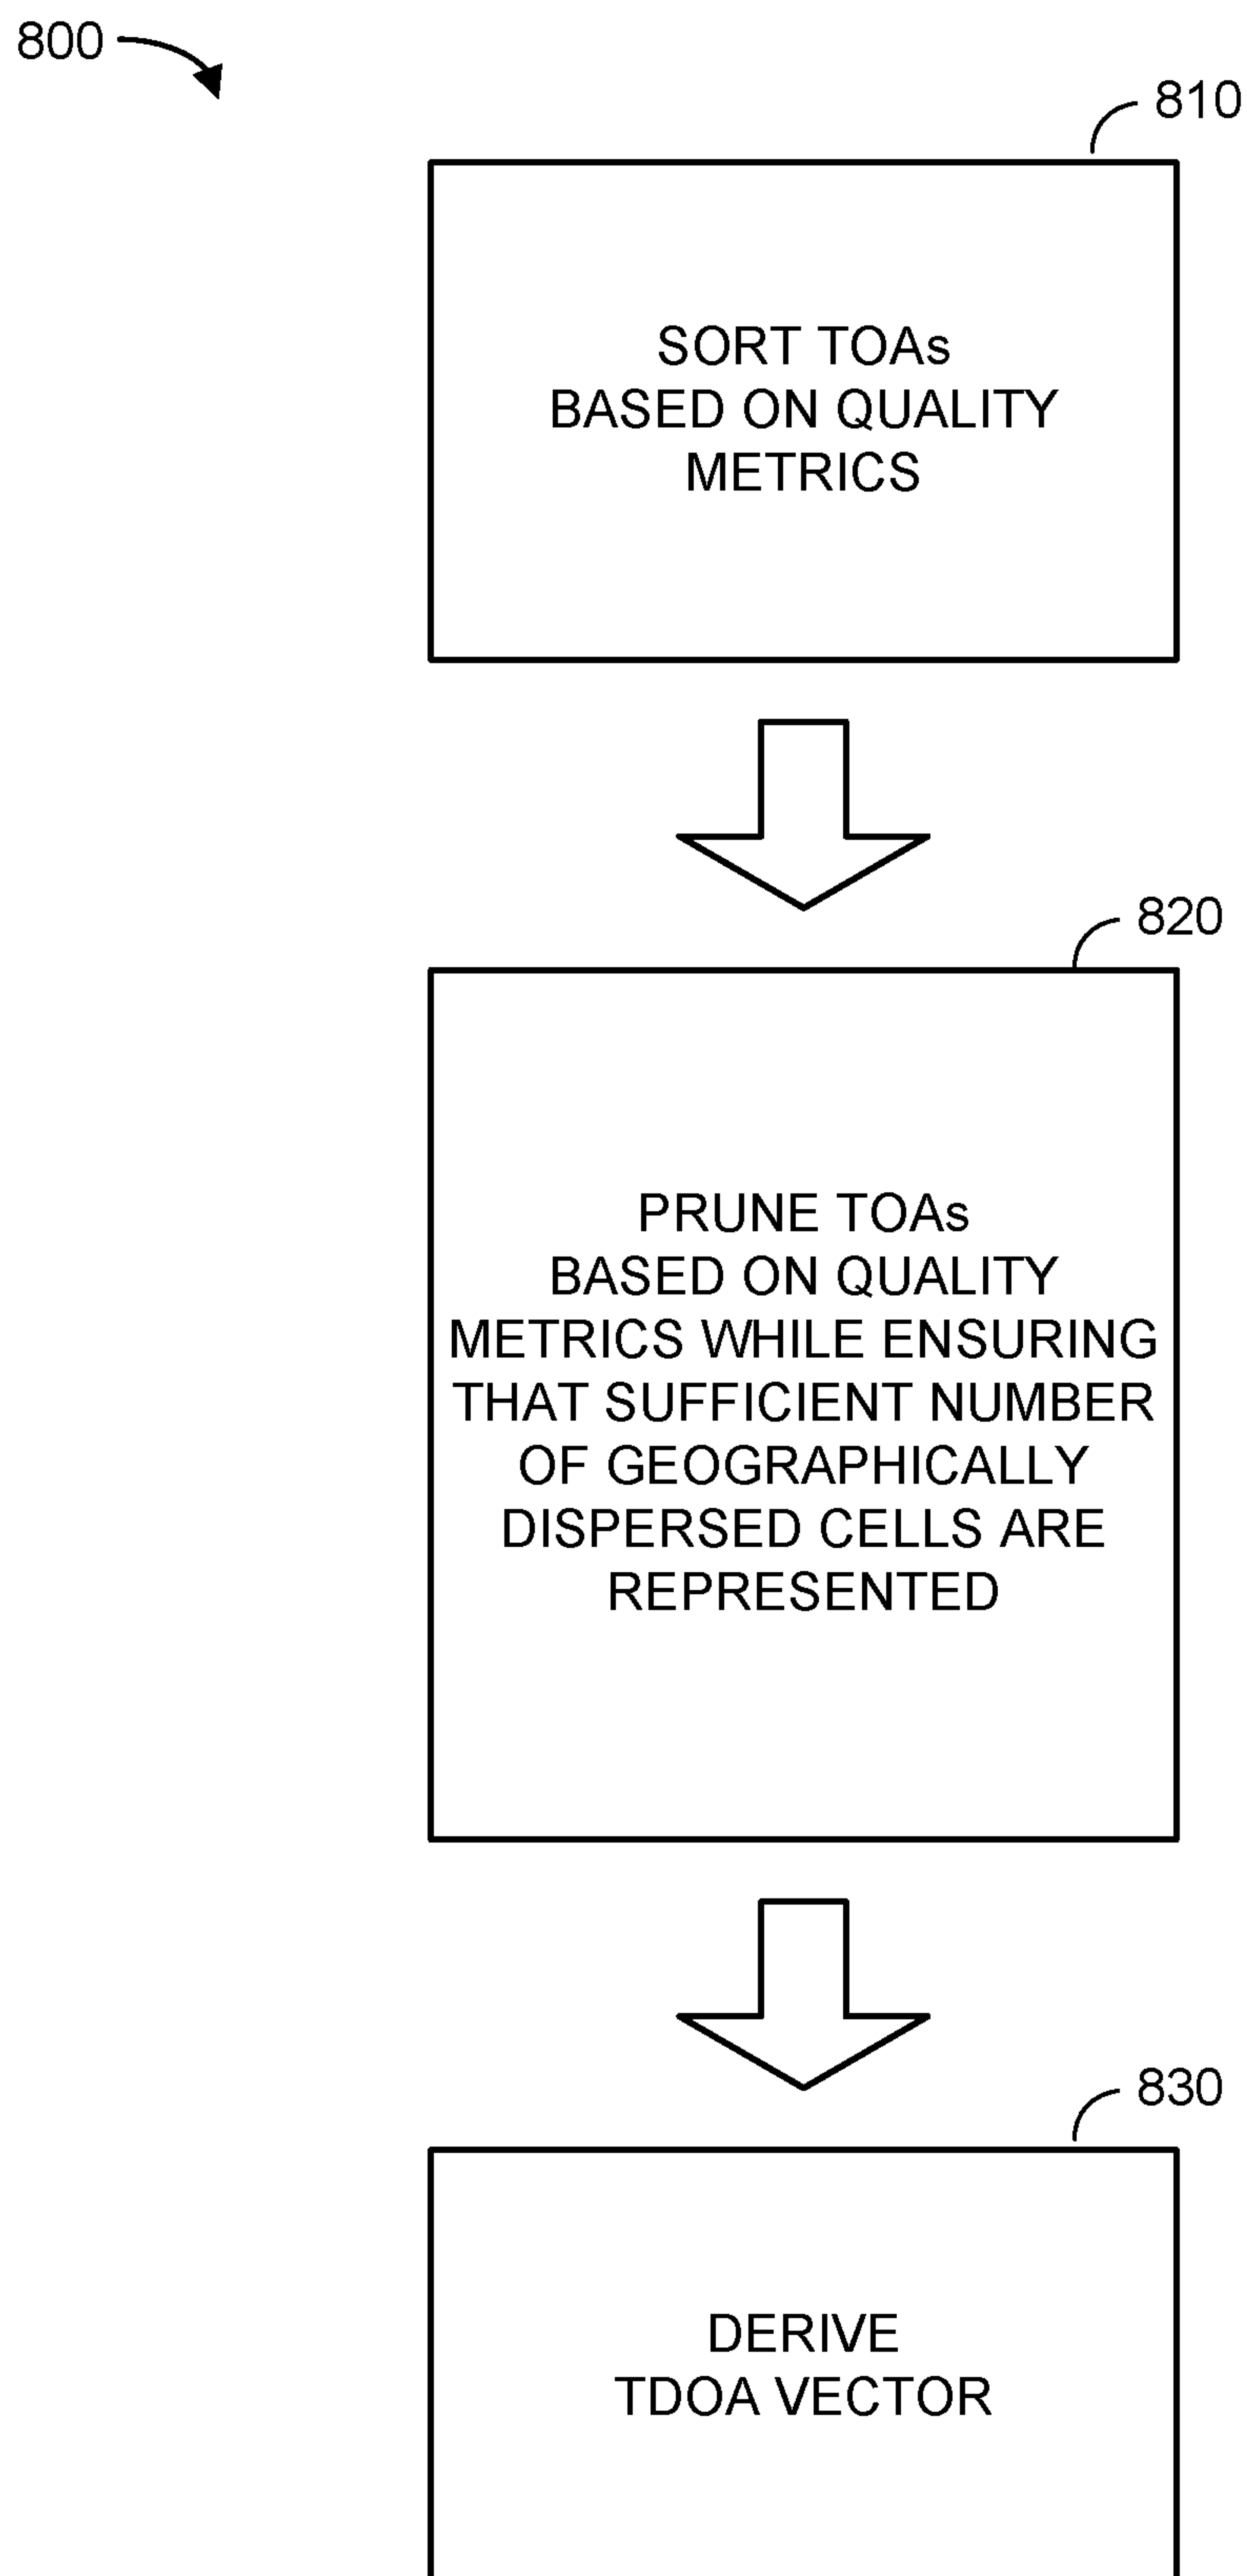 800
810
SORT TOAs
BASED ON QUALITY
METRICS
820
PRUNE TOAs
BASED ON QUALITY
METRICS WHILE ENSURING
THAT SUFFICIENT NUMBER
OF GEOGRAPHICALLY
DISPERSED CELLS ARE
REPRESENTED
830
DERIVE
TDOA VECTOR